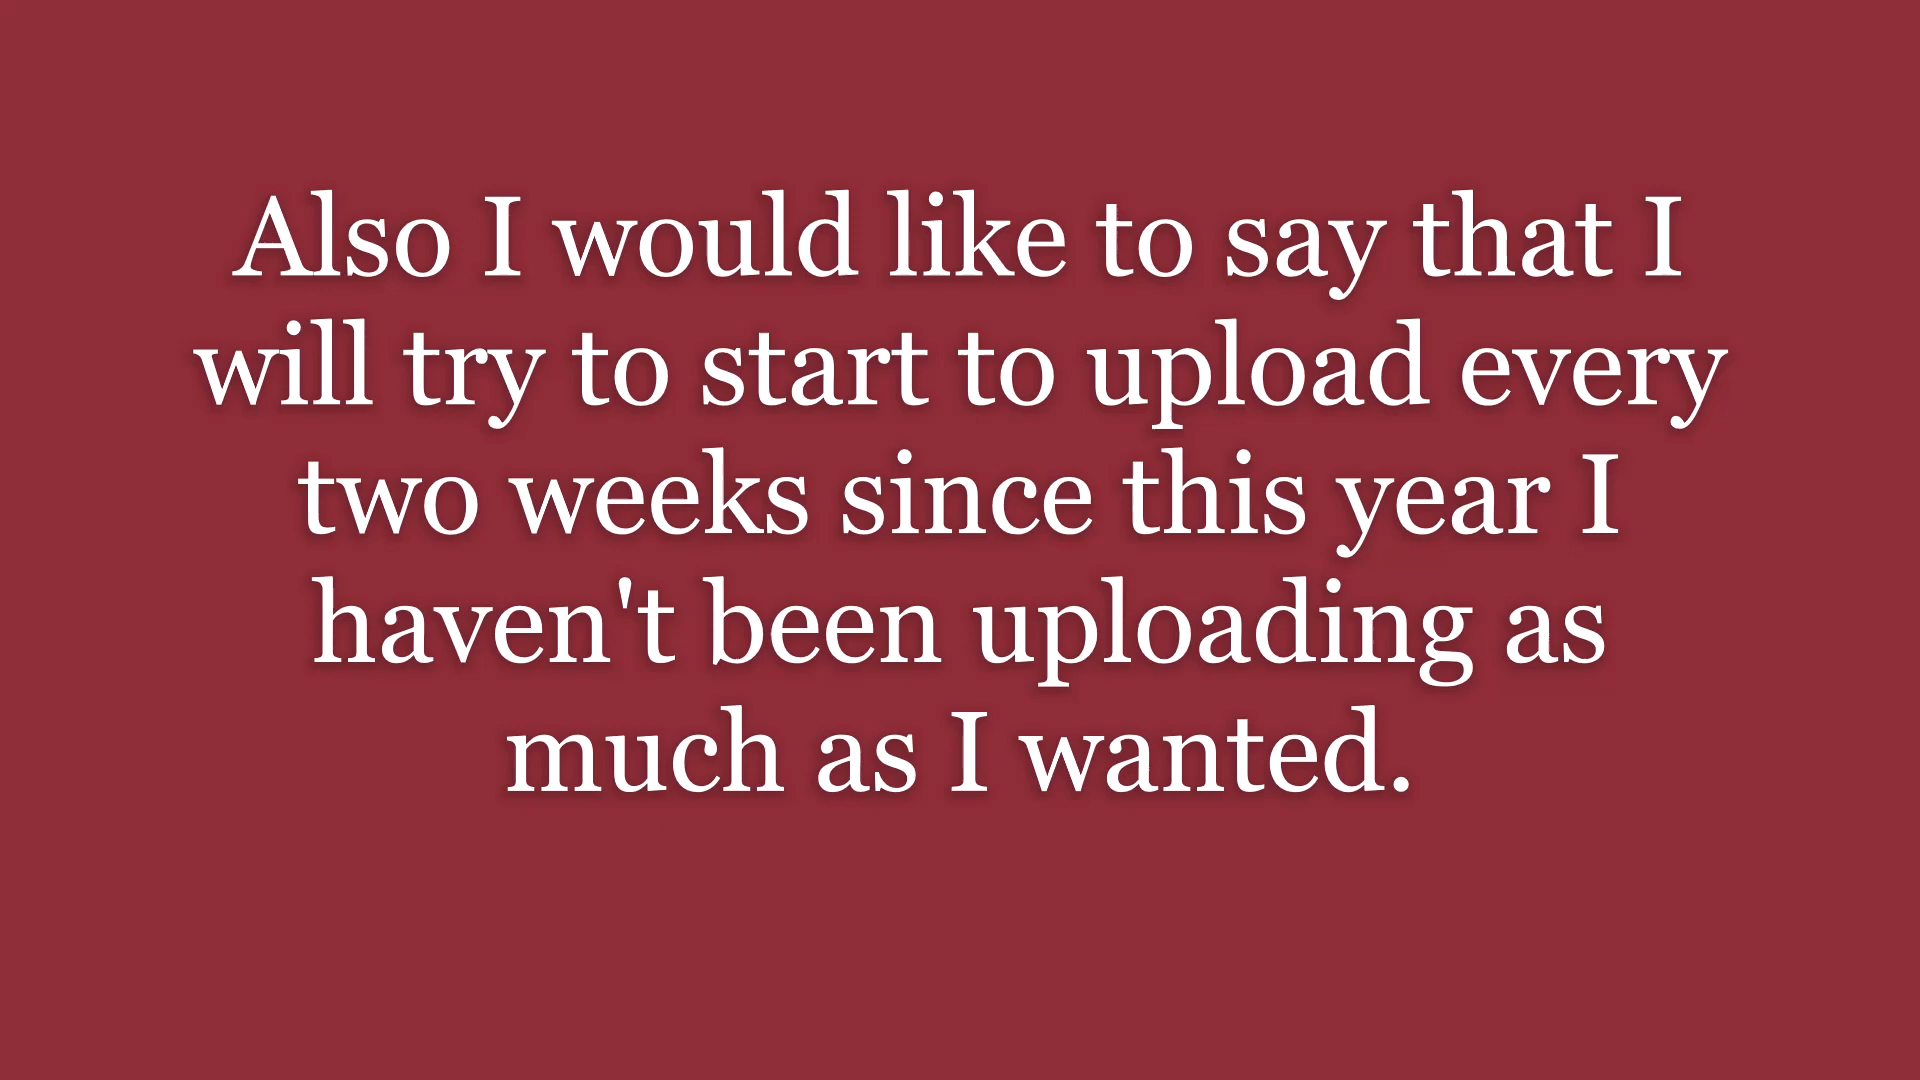 Also I would like to say that I
will try to start to upload every
two weeks since this year I
haven't been uploading as
much as I wanted.